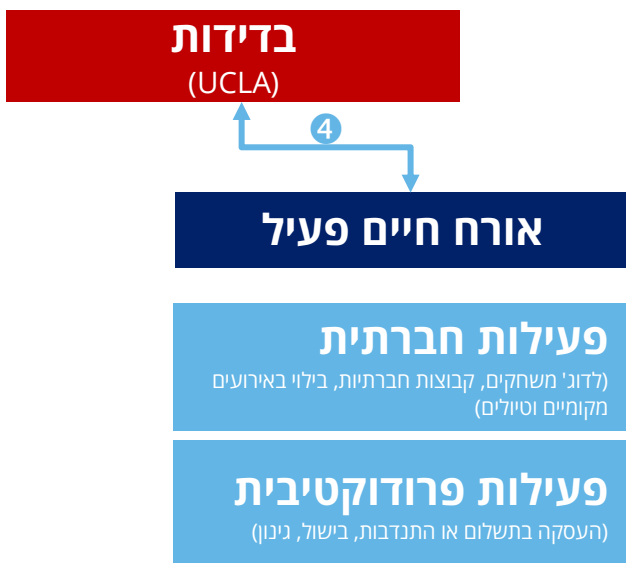 בדידות
(UCLA)
4
אורח חיים פעיל
פעילות חברתית
(לדוג' משחקים, קבוצות חברתיות, בילוי באירועים
מקומיים וטיולים)
פעילות פרודוקטיבית
(העסקה בתשלום או התנדבות, בישול, גינון)